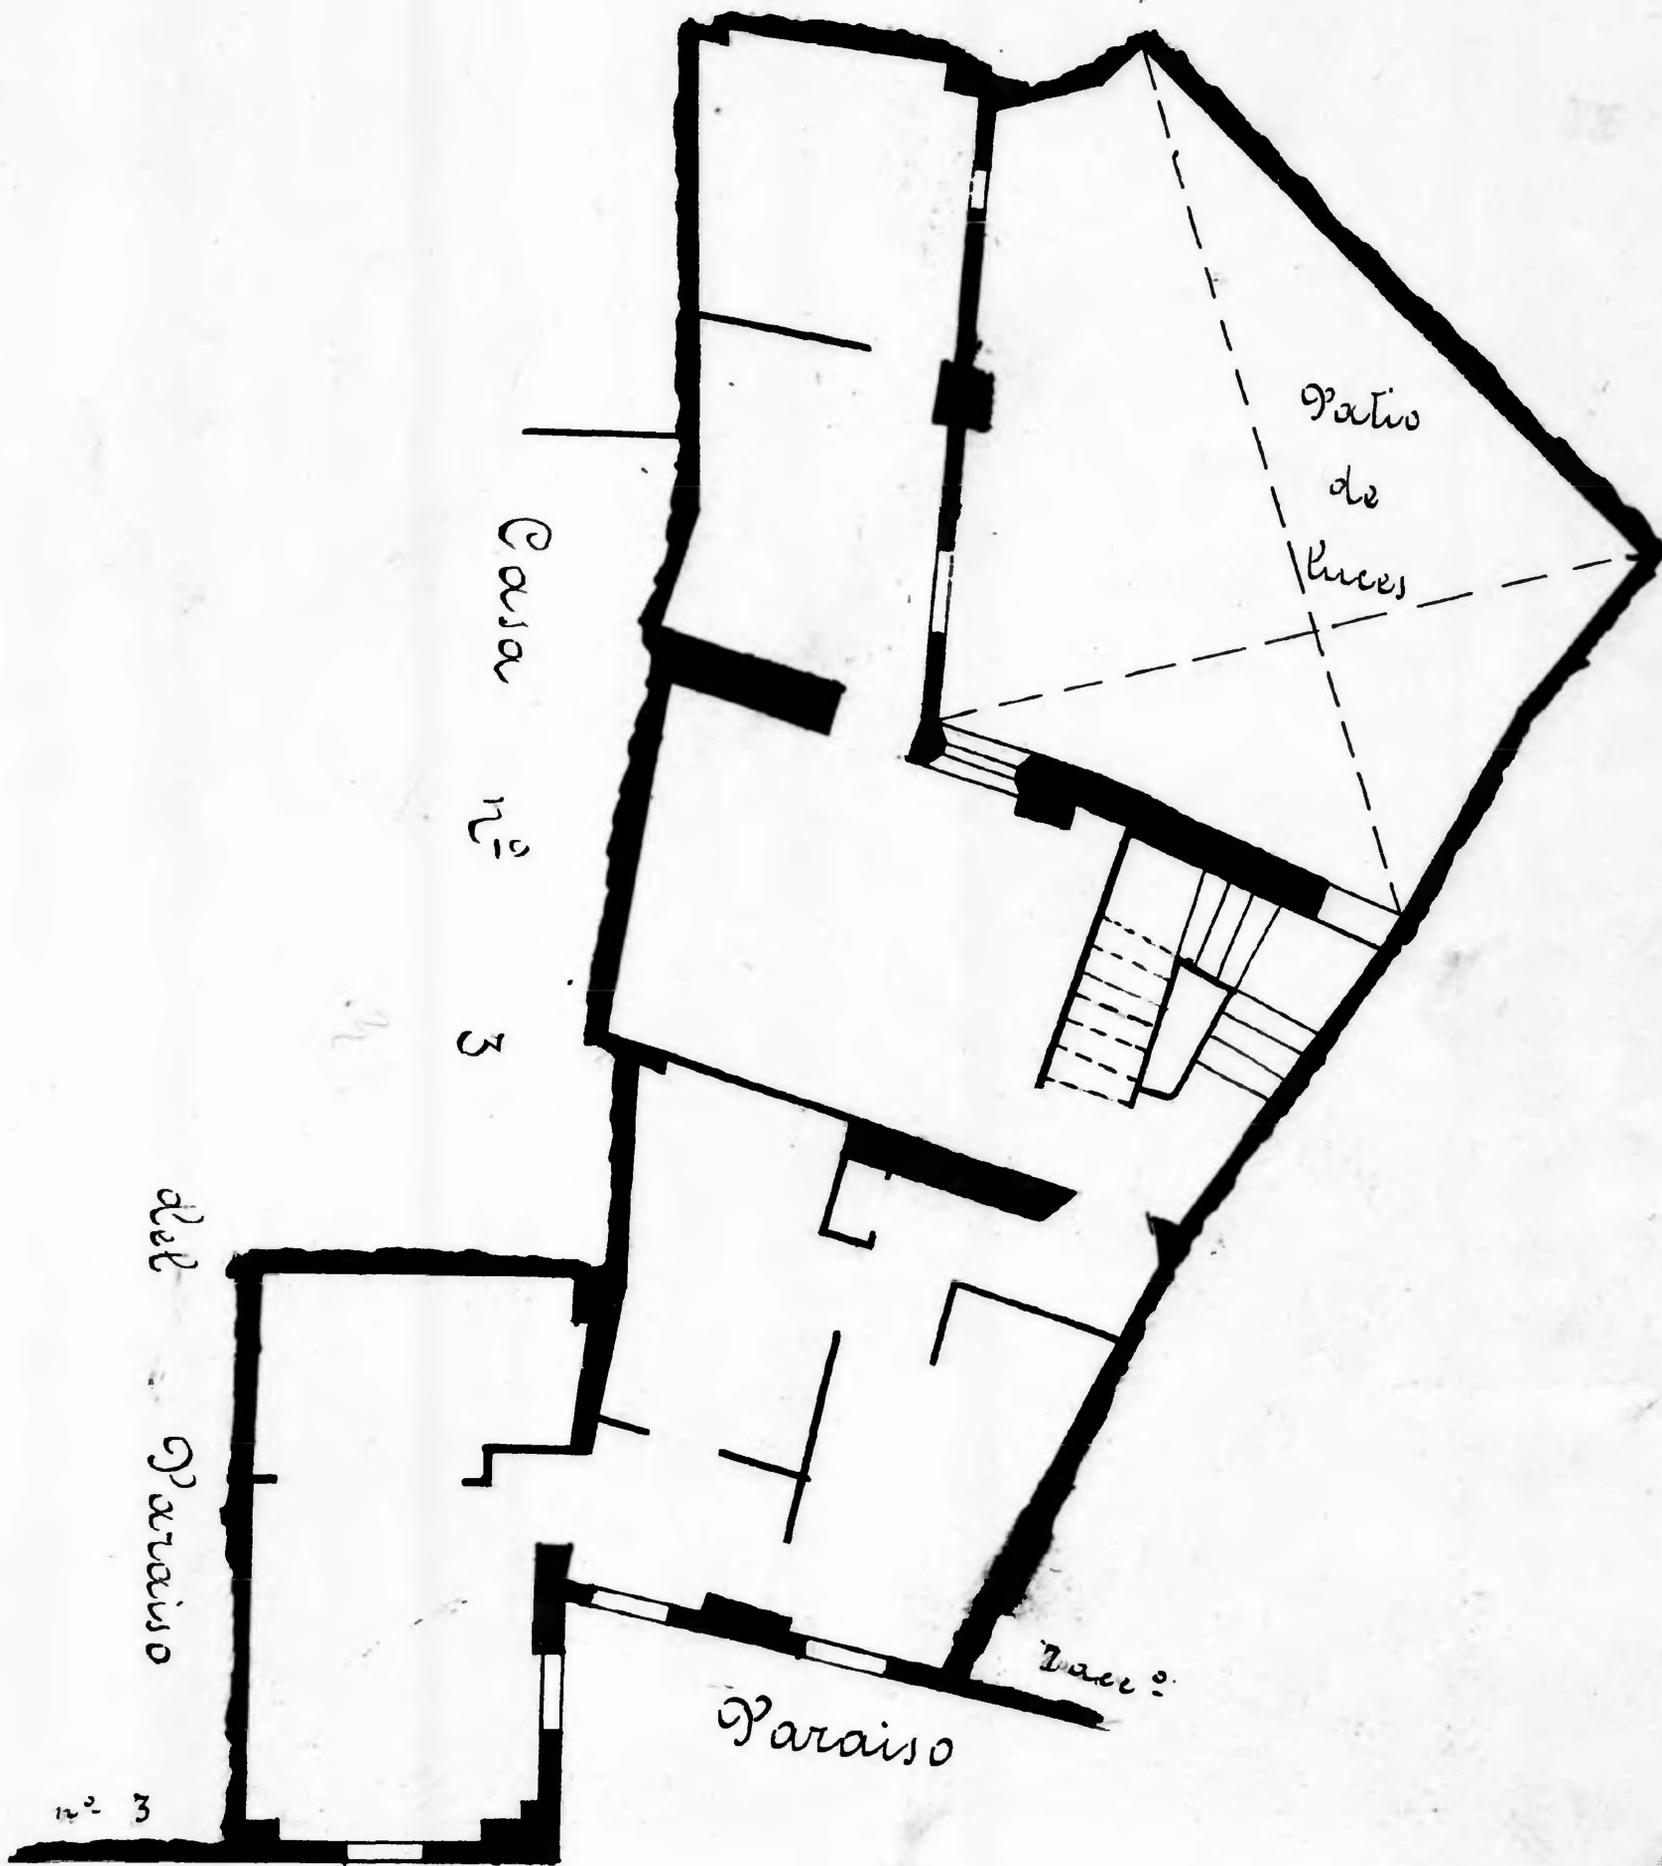 Patio
de
luces
Casa nº 3
del Paraiso
Paraiso
nº 3